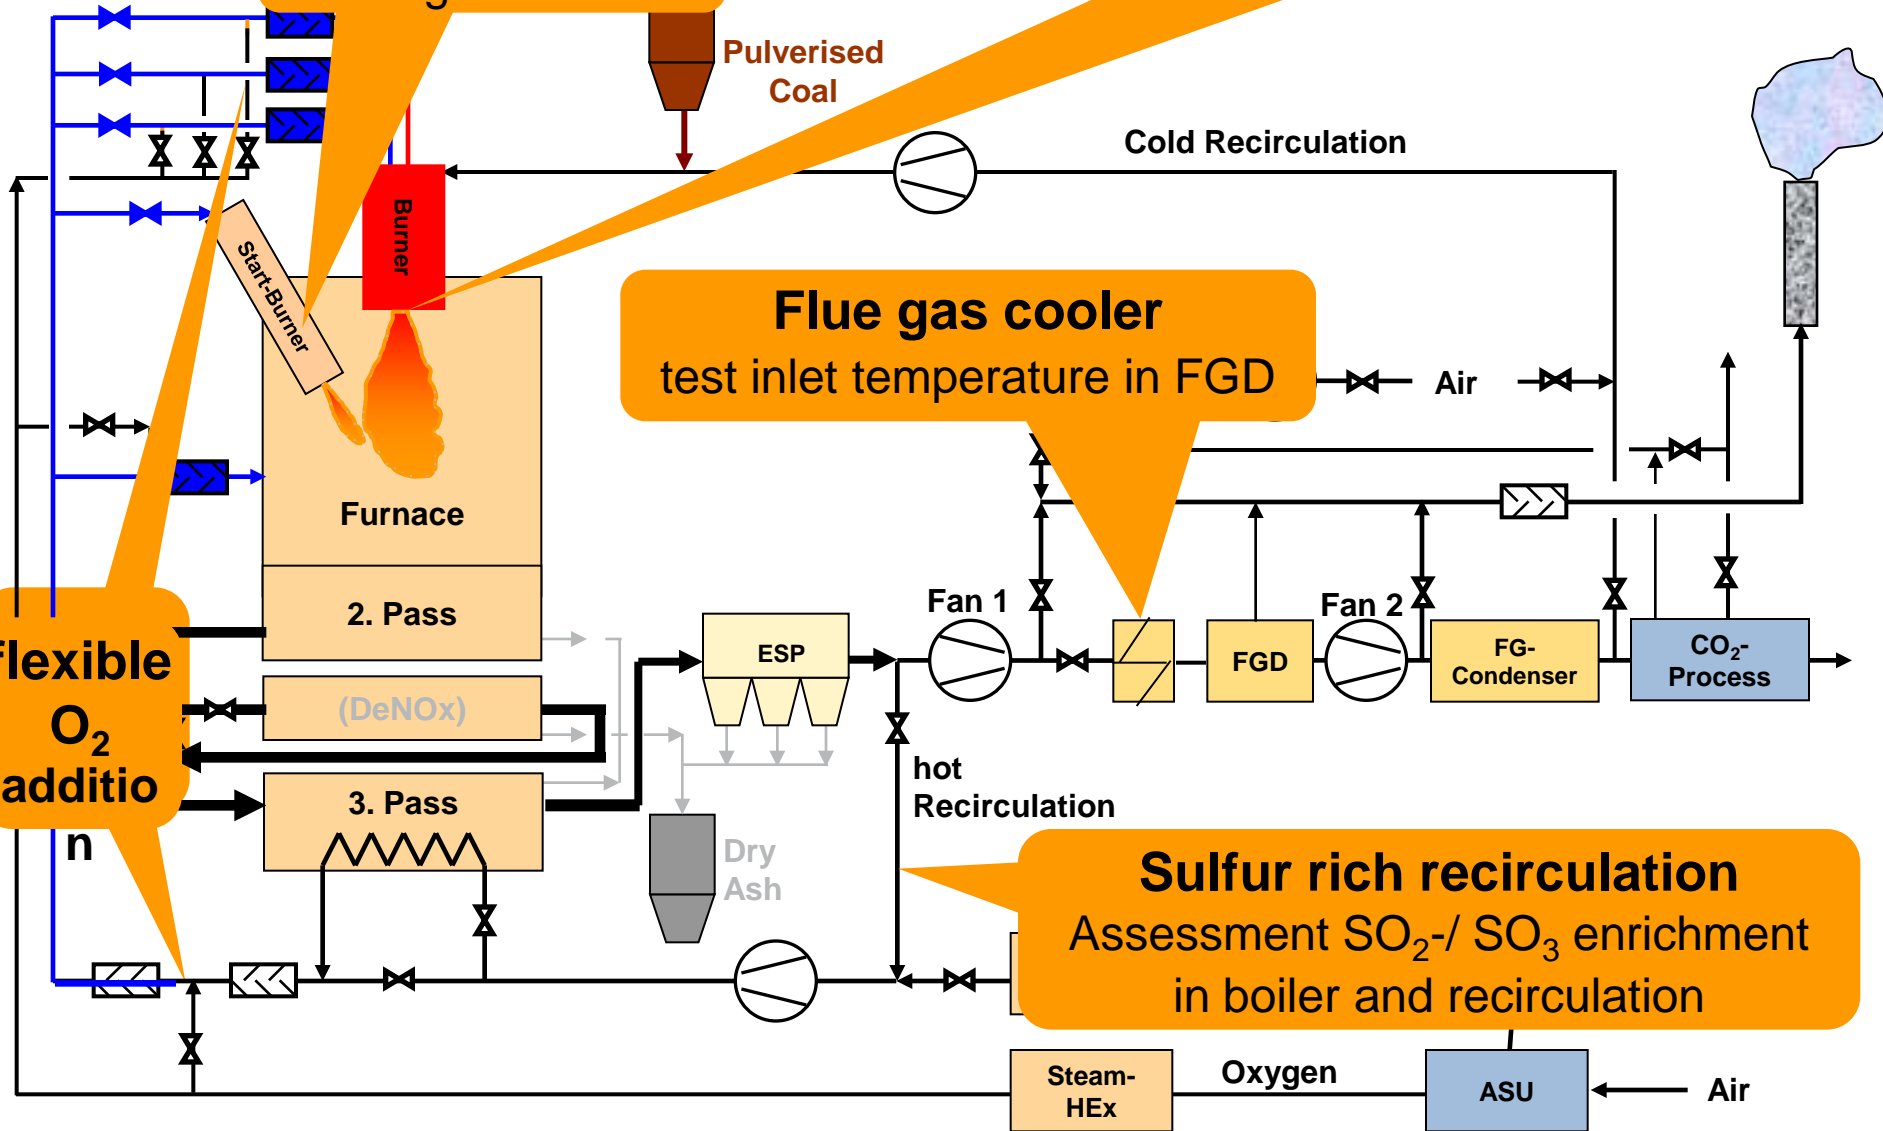 Pulverised
Coal
Cold Recirculation
Burner
Start-Burner
Flue gas cooler
test inlet temperature in FGD
Air
Furnace
2. Pass
Fan 1
Fan 2
ESP
FGD
FG-
Condenser
CO₂-
Process
flexible
O₂
additio
n
(DeNOx)
hot
Recirculation
3. Pass
Dry
Ash
Sulfur rich recirculation
Assessment SO₂-/ SO₃ enrichment
in boiler and recirculation
Steam-
HEx
Oxygen
ASU
Air